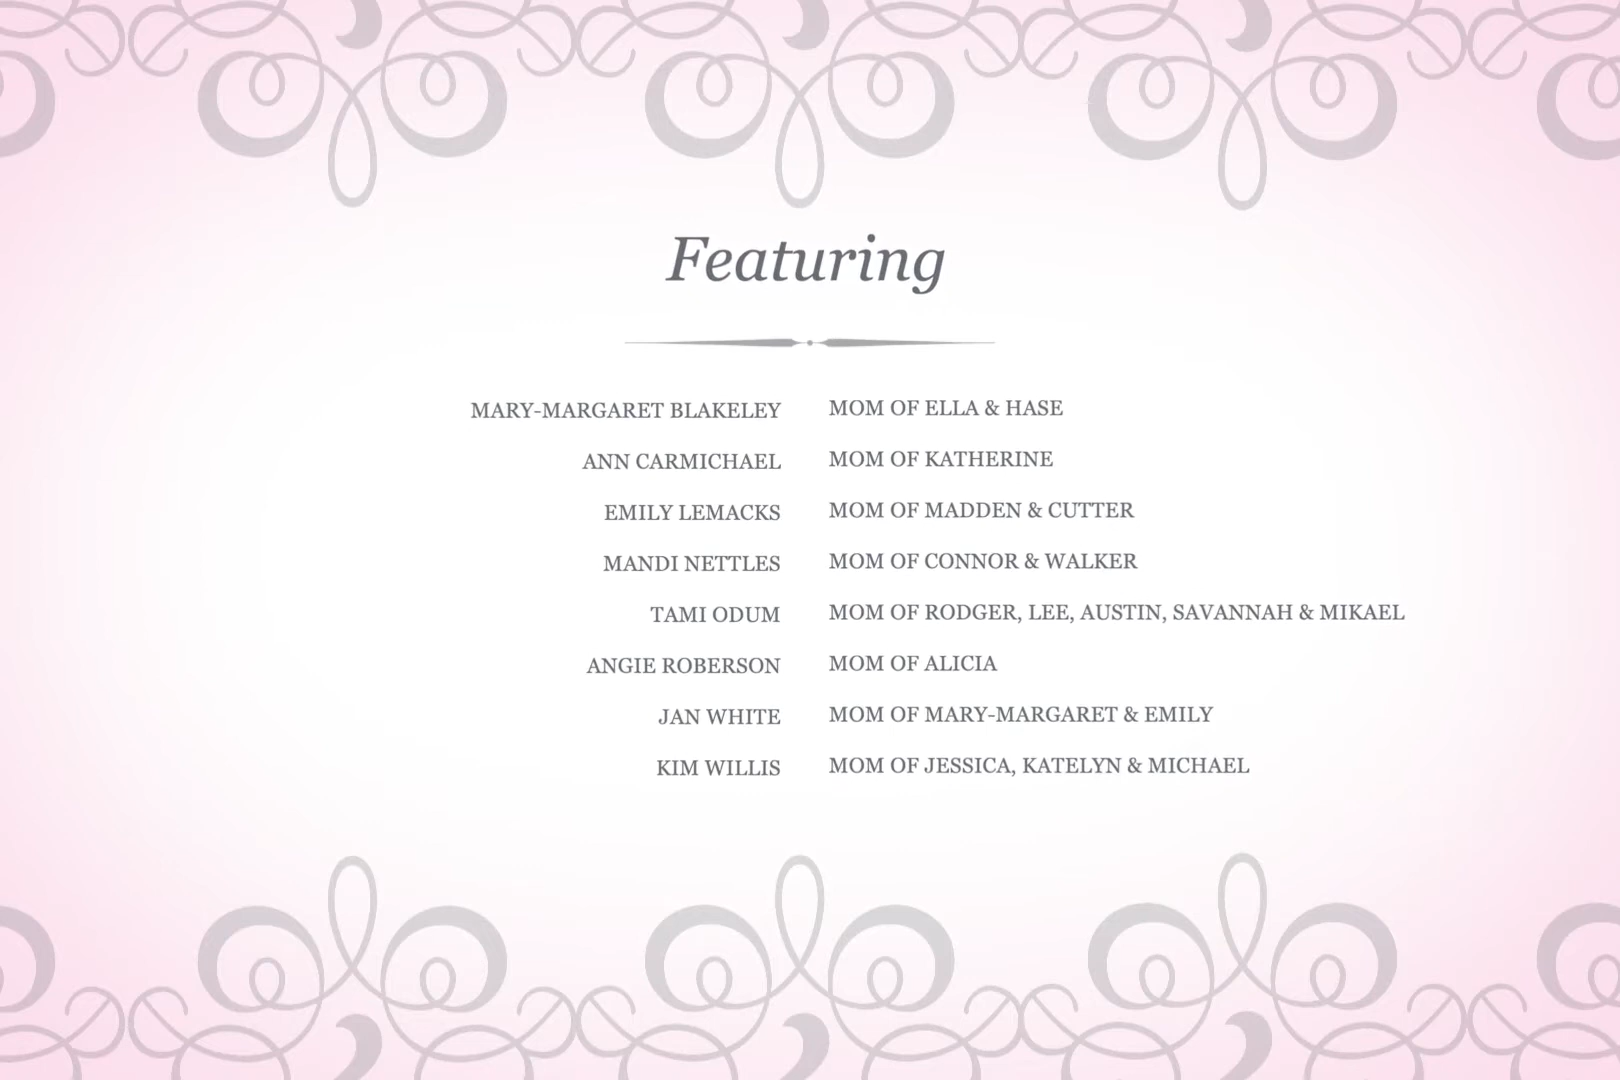 Featuring
MARY-MARGARET BLAKELEY MOM OF ELLA & HASE
ANN CARMICHAEL MOM OF KATHERINE
EMILY LEMACKS MOM OF MADDEN & CUTTER
MANDI NETTLES MOM OF CONNOR & WALKER
TAMI ODUM MOM OF RODGER, LEE, AUSTIN, SAVANNAH & MIKAEL
ANGIE ROBERSON MOM OF ALICIA
JAN WHITE MOM OF MARY-MARGARET & EMILY
KIM WILLIS MOM OF JESSICA, KATELYN & MICHAEL